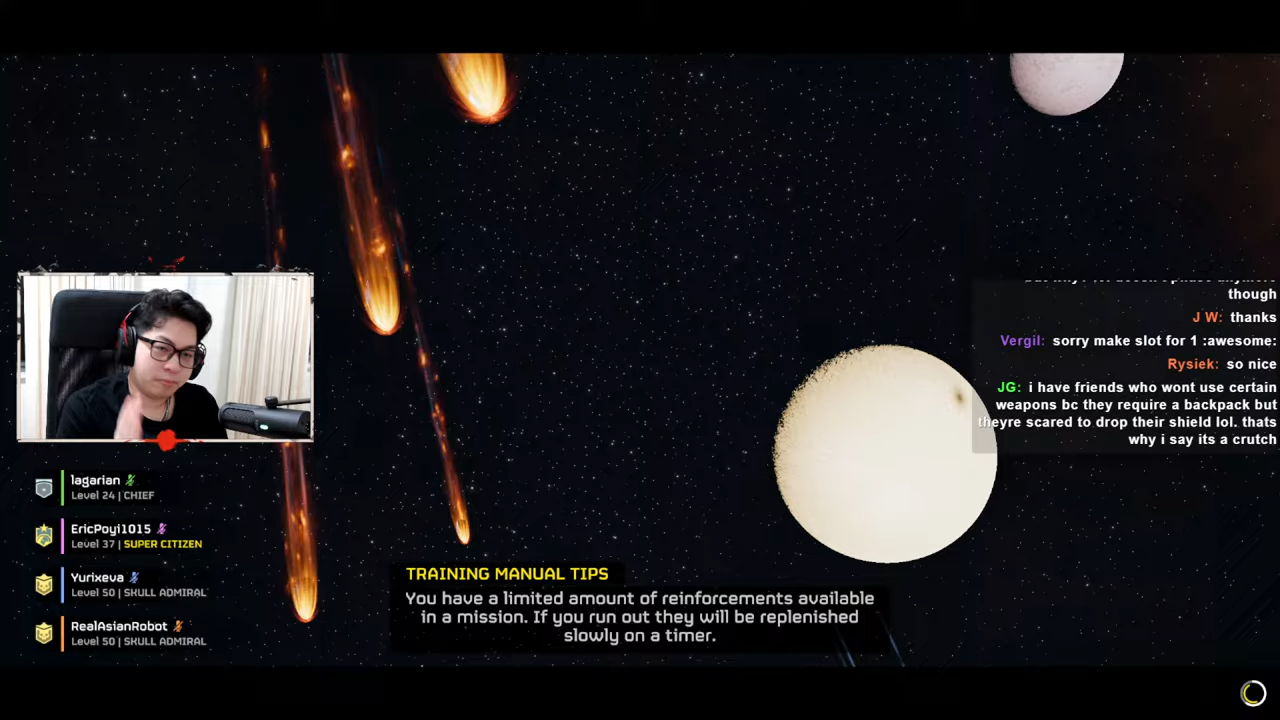 though
J W: thanks
Vergil: sorry make slot for 1 :awesome:
Rysiek: so nice
JG: i have friends who wont use certain
weapons bc they require a backpack but
theyre scared to drop their shield lol. thats
why i say its a crutch
lagarian
Level 24 | CHIEF
EricPoyi1015
Level 37 | SUPER CITIZEN
Yurixeva
Level 50 | SKULL ADMIRAL
RealAsianRobot
Level 50 | SKULL ADMIRAL
TRAINING MANUAL TIPS
You have a limited amount of reinforcements available
in a mission. If you run out they will be replenished
slowly on a timer.